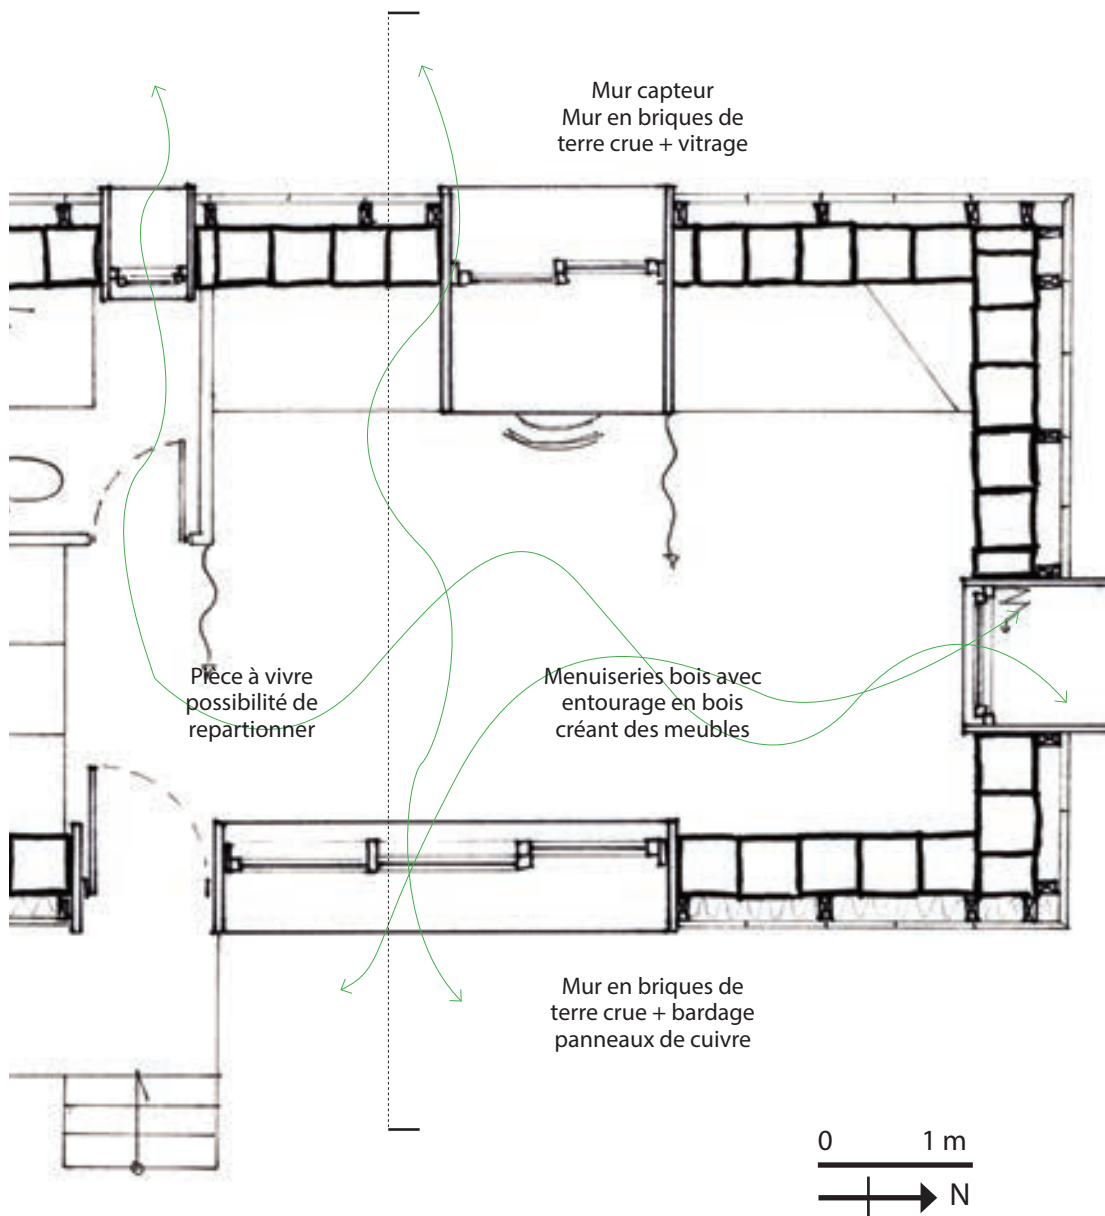 Mur capteur
Mur en briques de
terre crue + vitrage
Pièce à vivre
possibilité de
repartionner
Menuiseries bois avec
entourage en bois
créant des meubles
Mur en briques de
terre crue + bardage
panneaux de cuivre
0 1 m
N